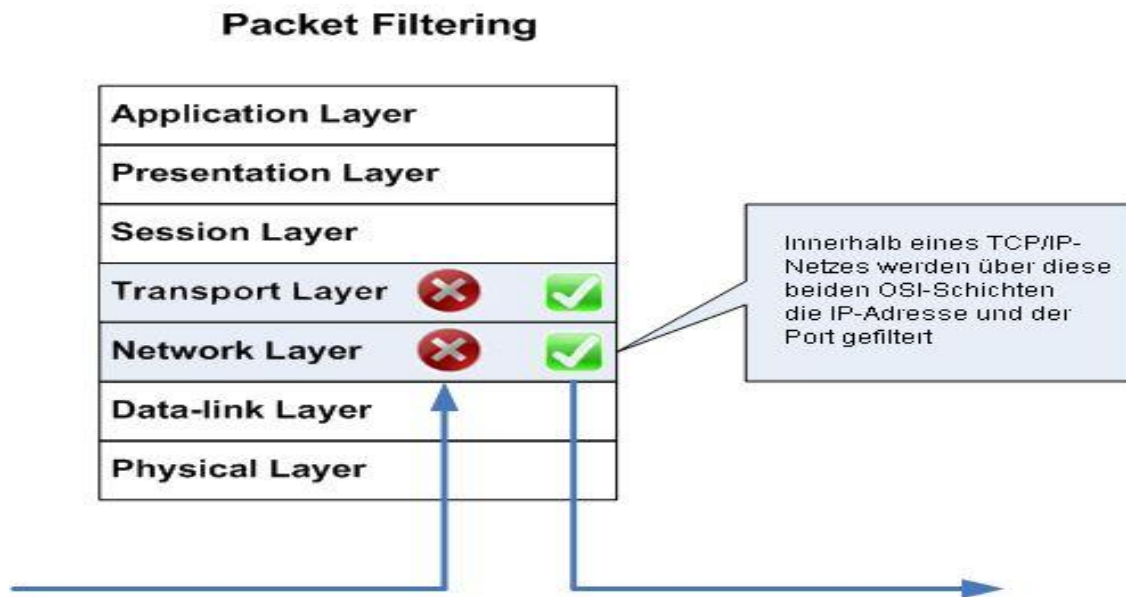 Packet Filtering
Application Layer
Presentation Layer
Session Layer
Transport Layer
Network Layer
Data-link Layer
Physical Layer
Innerhalb eines TCP/IP-
Netzes werden über diese
beiden OSI-Schichten
die IP-Adresse und der
Port gefiltert